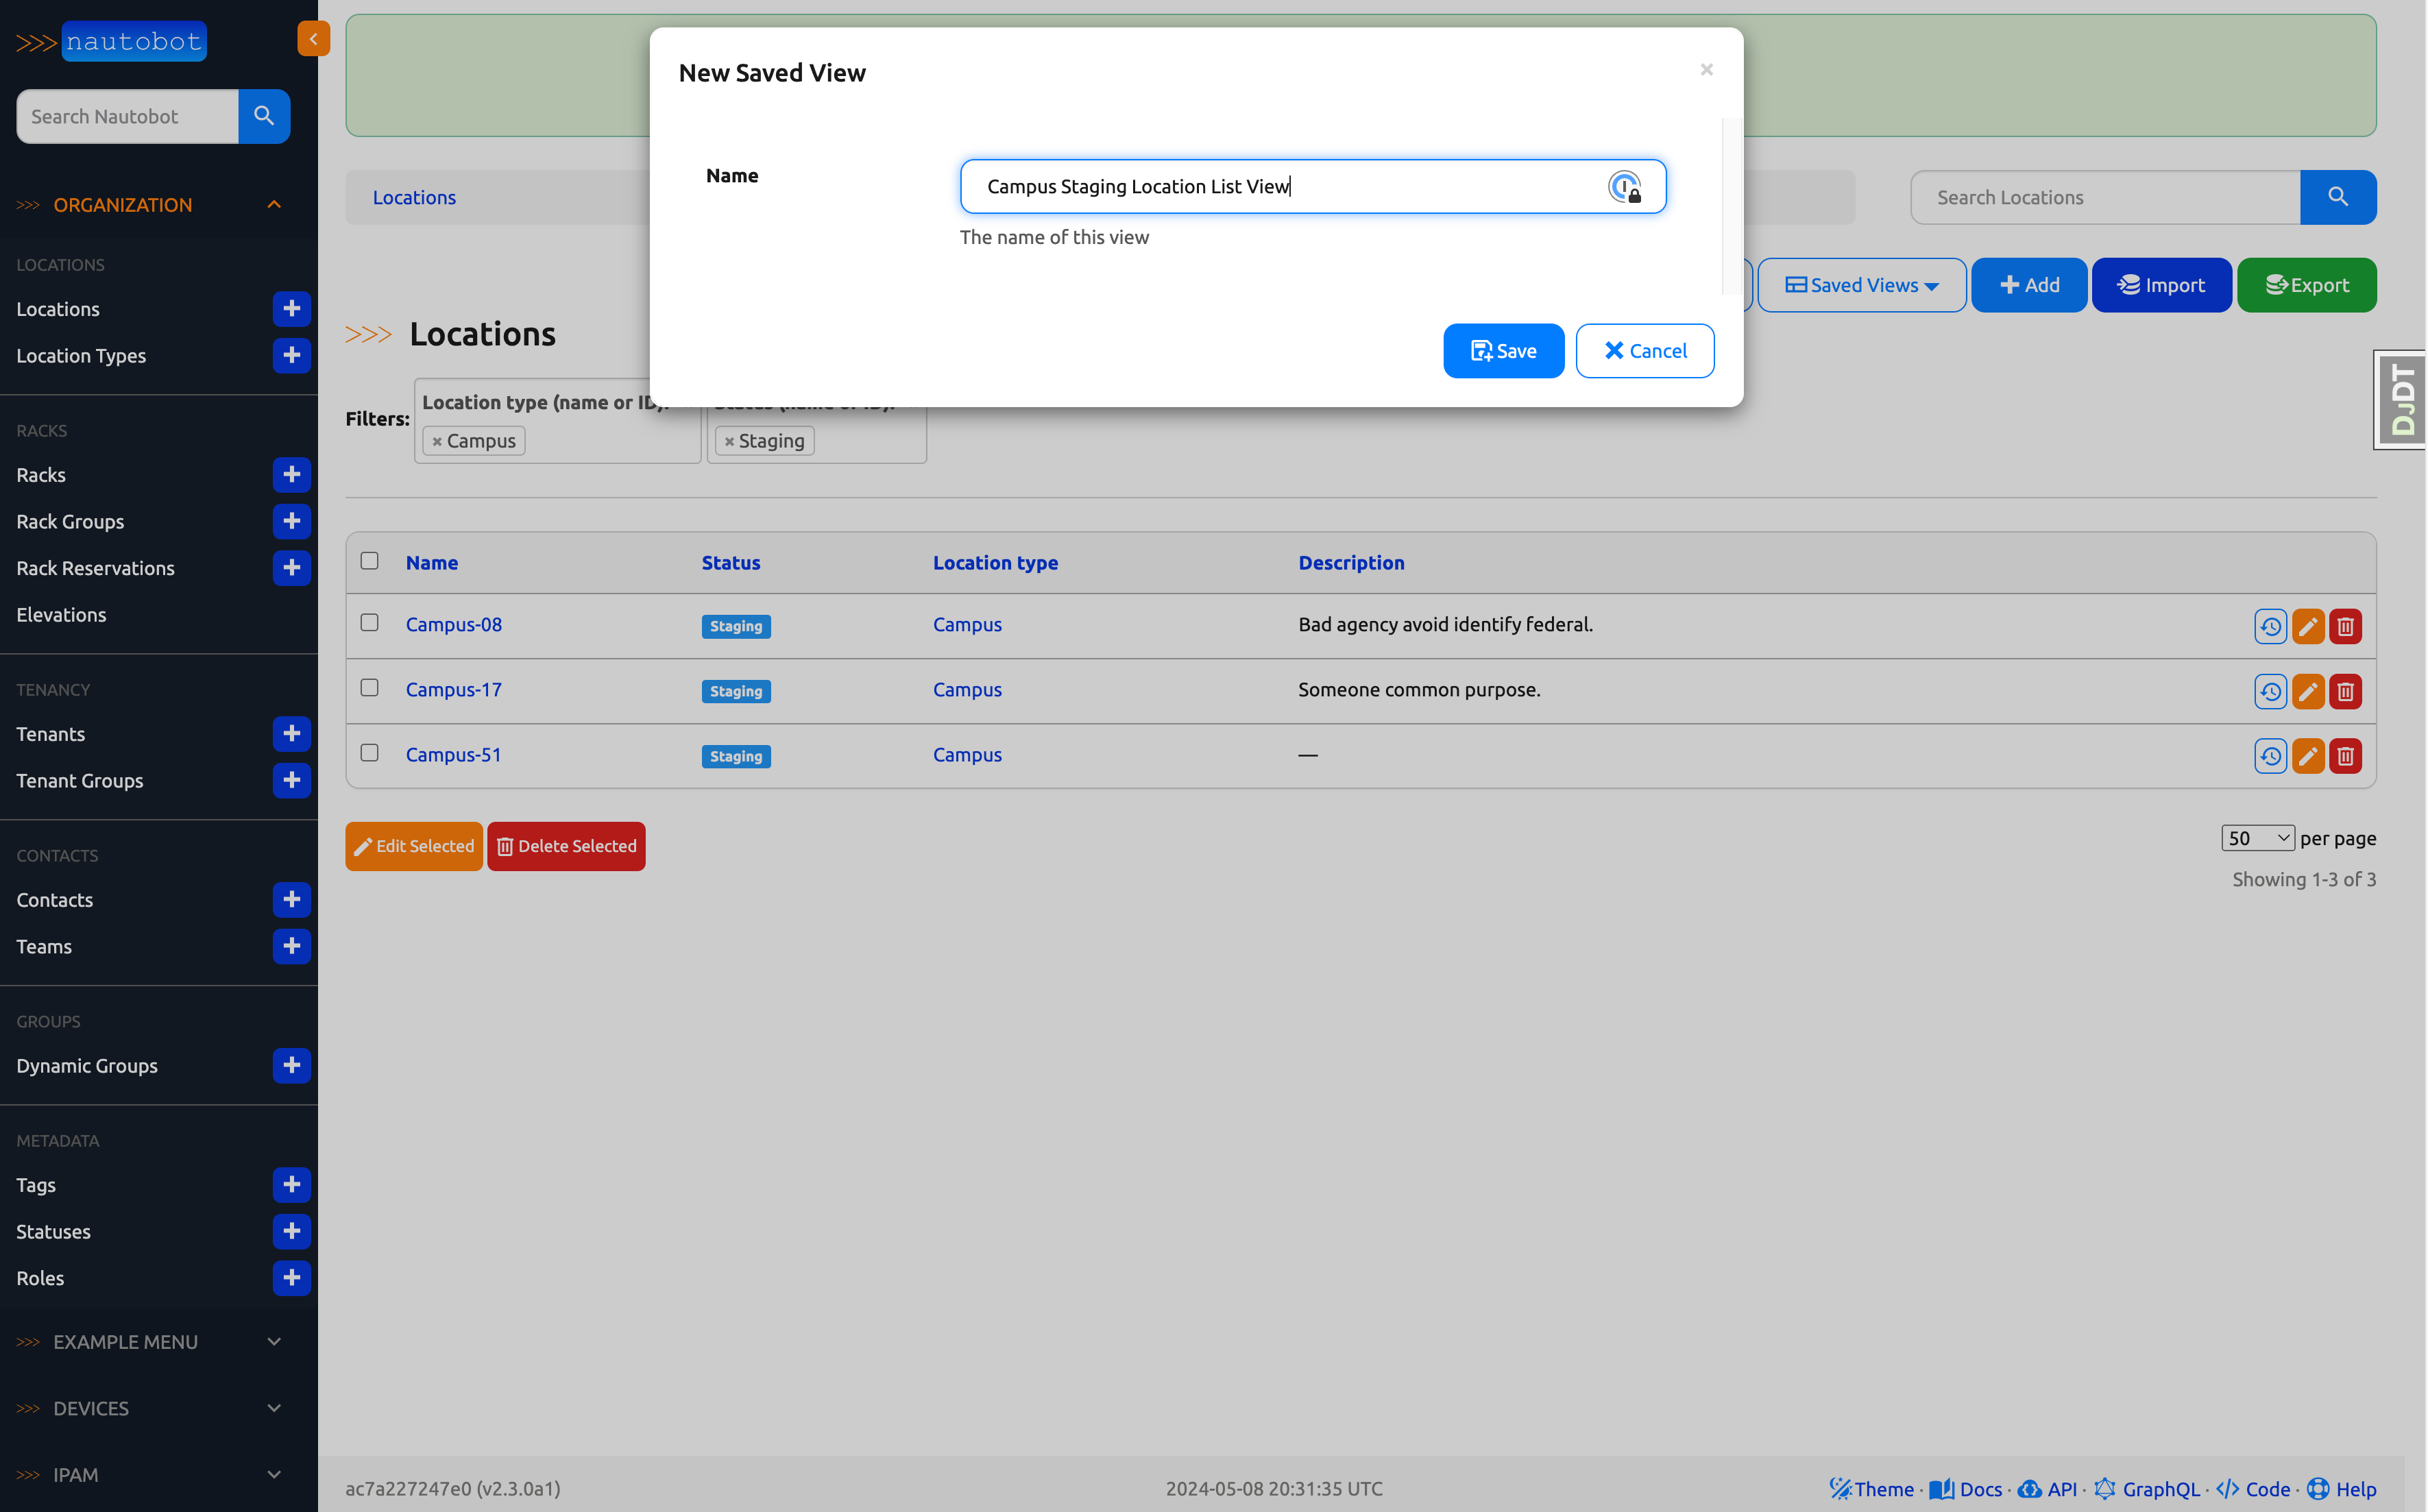 nautobot
Search Nautobot
ORGANIZATION
LOCATIONS
Locations
Location Types
RACKS
Racks
Rack Groups
Rack Reservations
Elevations
TENANCY
Tenants
Tenant Groups
CONTACTS
Contacts
Teams
GROUPS
Dynamic Groups
METADATA
Tags
Statuses
Roles
EXAMPLE MENU
DEVICES
IPAM
New Saved View
×
Name
Campus Staging Location List View
The name of this view
Save
Cancel
Locations
Search Locations
Saved Views
Add
Import
Export
Locations
DJDT
Filters:
Location type (name or ID):
× Campus
× Staging
Name Status Location type Description
Campus-08 Staging Campus Bad agency avoid identify federal.
Campus-17 Staging Campus Someone common purpose.
Campus-51 Staging Campus —
Edit Selected Delete Selected
50 per page
Showing 1-3 of 3
ac7a227247e0 (v2.3.0a1) 2024-05-08 20:31:35 UTC Theme · Docs · API · GraphQL · Code · Help